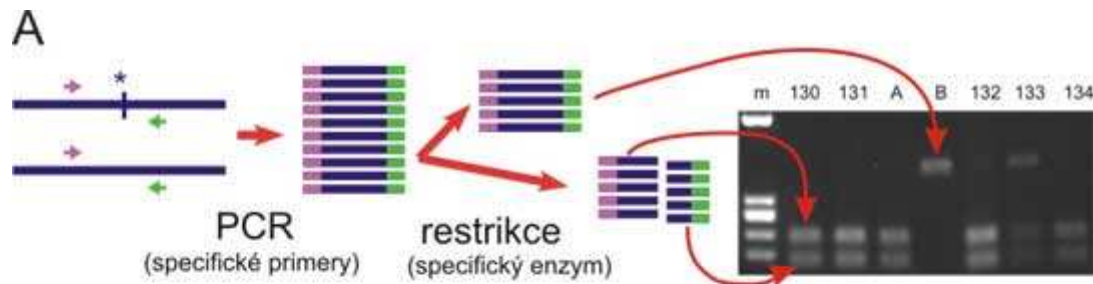 A
*
m 130 131 A B 132 133 134
PCR
(specifické primery)
restrikce
(specifický enzym)